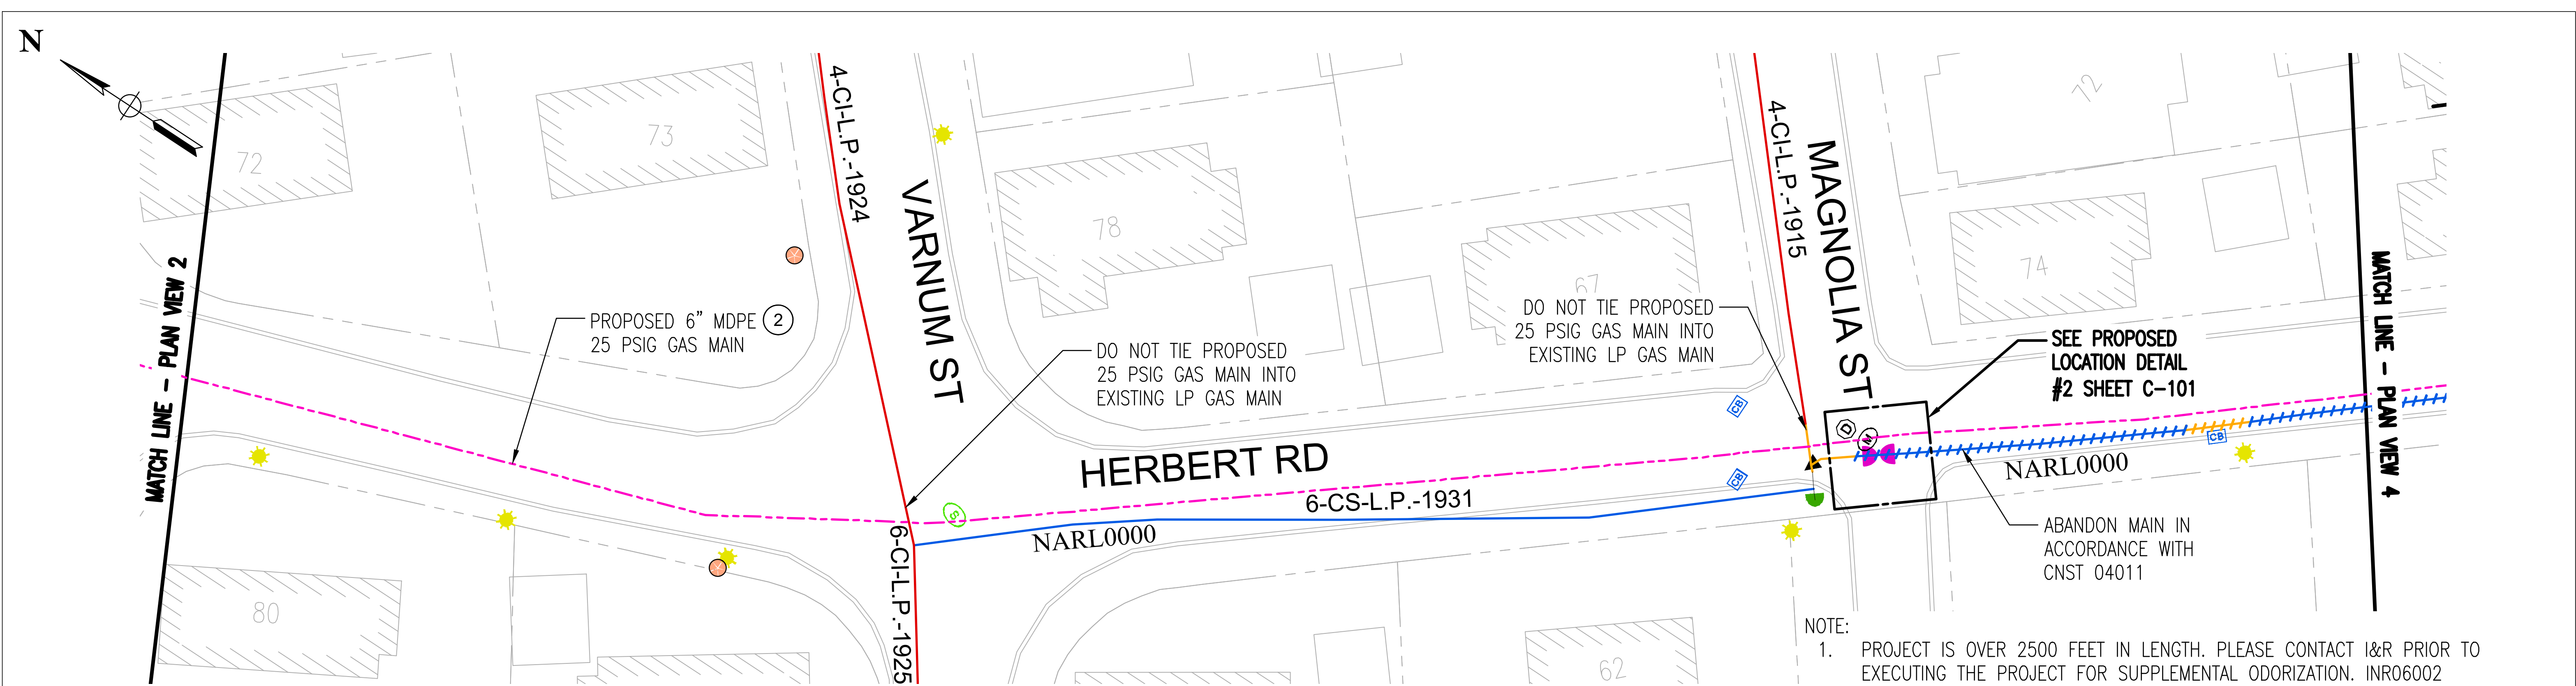 N
MATCH LINE - PLAN VIEW 2
72
73
80
PROPOSED 6" MDPE 2
25 PSIG GAS MAIN
4-CI-L.P.-1924
VARNUM ST
78
DO NOT TIE PROPOSED
25 PSIG GAS MAIN INTO
EXISTING LP GAS MAIN
6-CI-L.P.-1925
S
NARL0000
HERBERT RD
6-CS-L.P.-1931
67
DO NOT TIE PROPOSED
25 PSIG GAS MAIN INTO
EXISTING LP GAS MAIN
4-CI-L.P.-1915
MAGNOLIA ST
CB
CB
72
74
SEE PROPOSED
LOCATION DETAIL
#2 SHEET C-101
CB
NARL0000
ABANDON MAIN IN
ACCORDANCE WITH
CNST 04011
MATCH LINE - PLAN VIEW 4
62
NOTE:
1. PROJECT IS OVER 2500 FEET IN LENGTH. PLEASE CONTACT I&R PRIOR TO
EXECUTING THE PROJECT FOR SUPPLEMENTAL ODORIZATION. INR06002